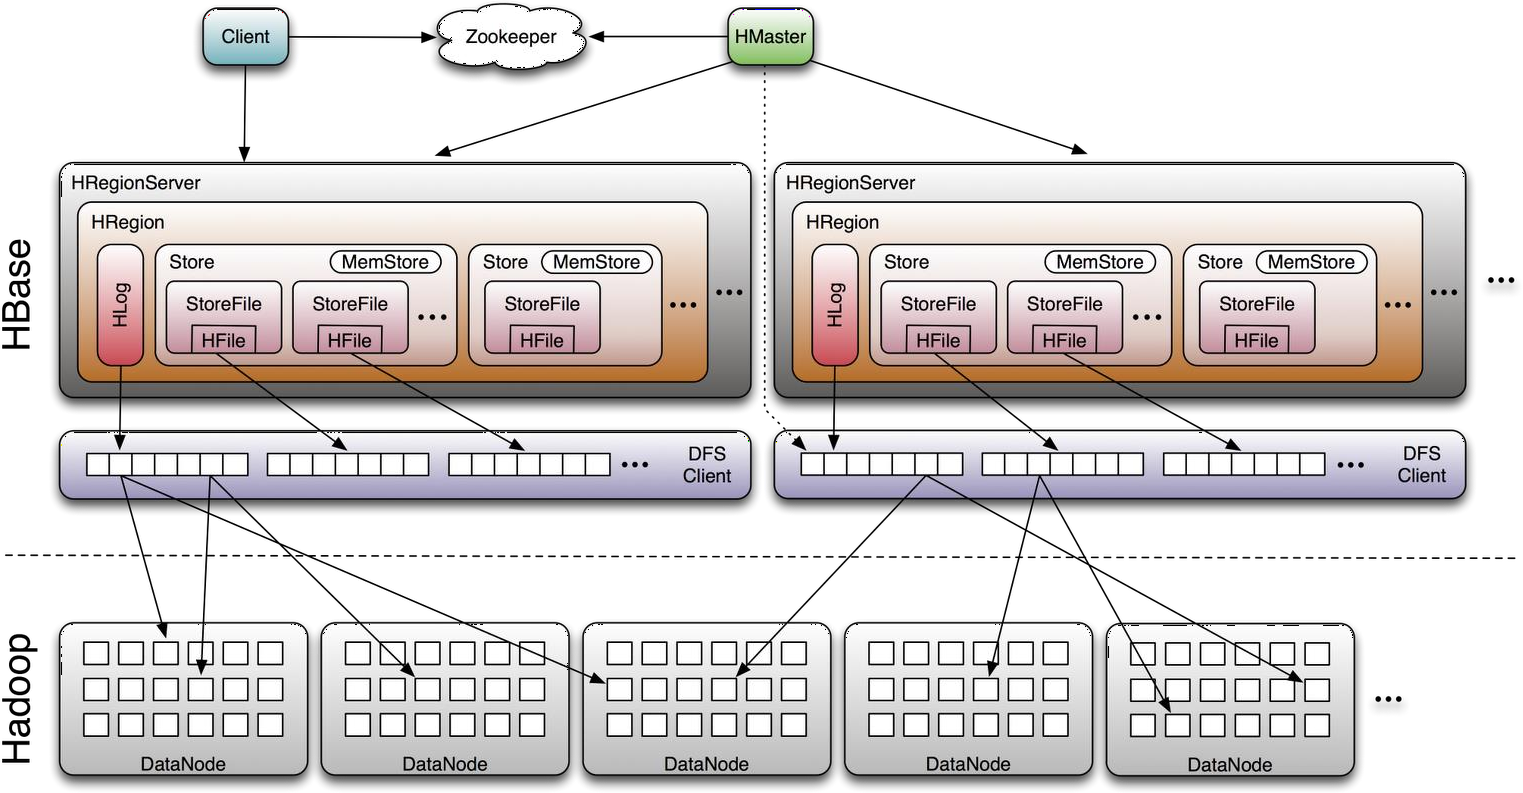 Client
Zookeeper
HMaster
HBase
HRegionServer
HRegion
HLog
Store
MemStore
StoreFile
HFile
StoreFile
HFile
...
Store
MemStore
StoreFile
HFile
...
...
HRegionServer
HRegion
HLog
Store
MemStore
StoreFile
HFile
StoreFile
HFile
...
Store
MemStore
StoreFile
HFile
...
...
...
...
DFS
Client
...
DFS
Client
Hadoop
DataNode
DataNode
DataNode
DataNode
DataNode
...